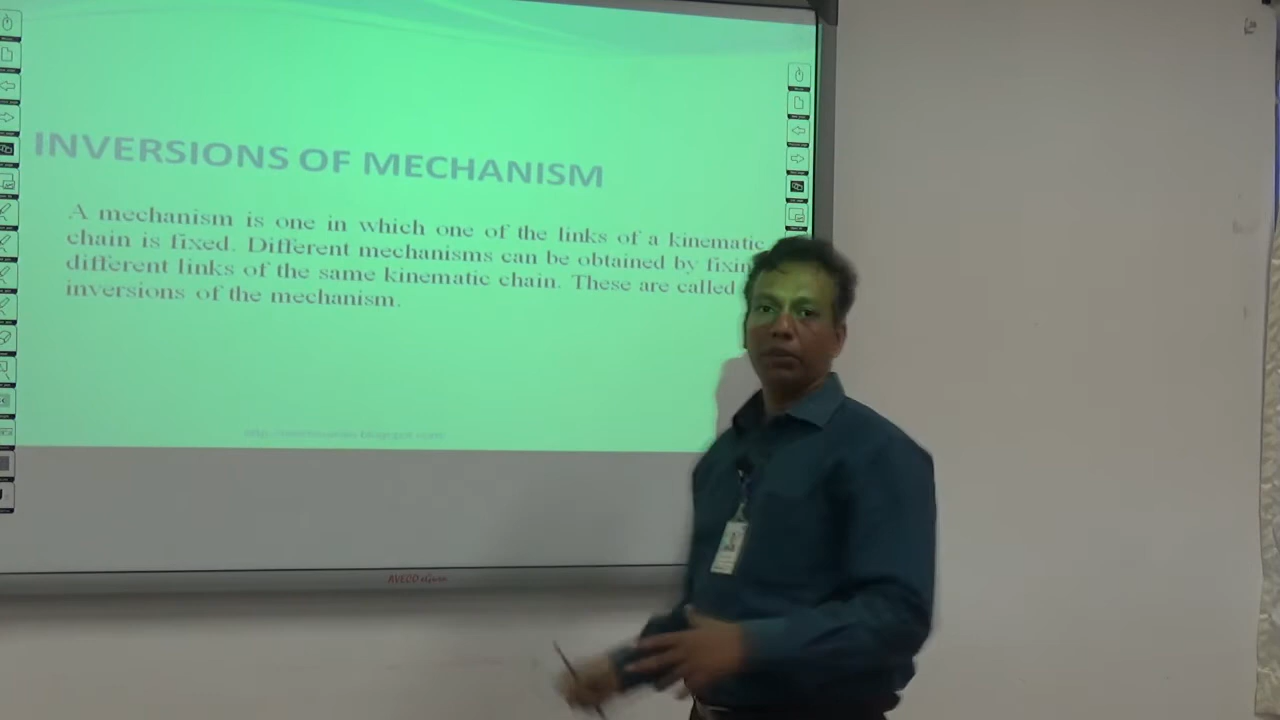 INVERSIONS OF MECHANISM
A mechanism is one in which one of the links of a kinematic
chain is fixed. Different mechanisms can be obtained by fixin
different links of the same kinematic chain. These are called
inversions of the mechanism.